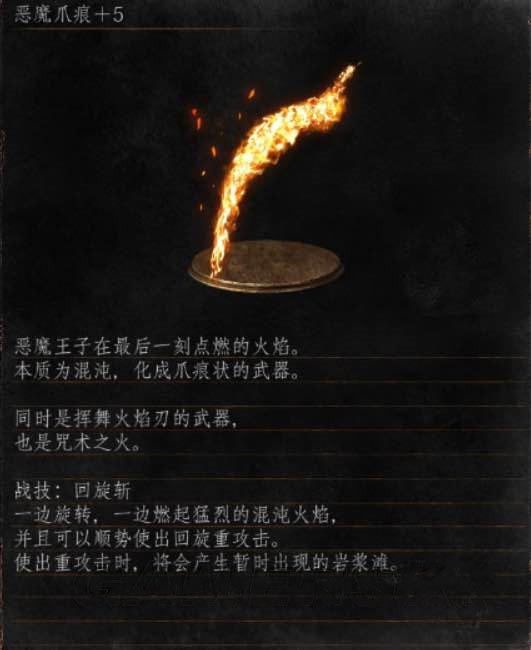 恶魔爪痕＋5
恶魔王子在最后一刻点燃的火焰。
本质为混沌，化成爪痕状的武器。
同时是挥舞火焰刃的武器，
也是咒术之火。
战技：回旋斩
一边旋转，一边燃起猛烈的混沌火焰，
并且可以顺势使出回旋重攻击。
使出重攻击时，将会产生暂时出现的岩浆滩。